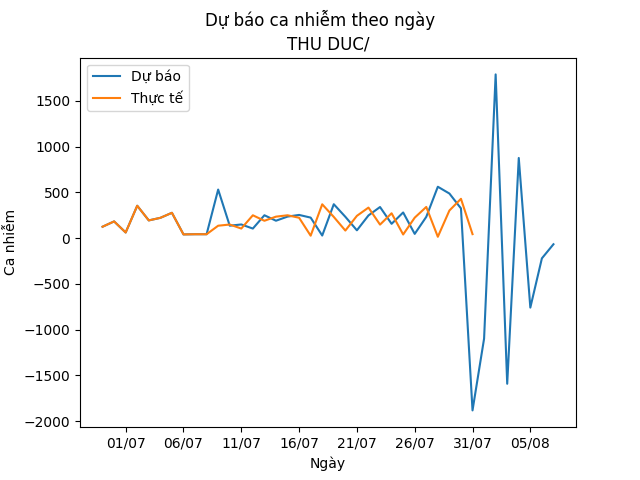 Dự báo ca nhiễm theo ngày
THU DUC/
Dự báo
Thực tế
Ca nhiễm
1500
1000
500
0
−500
−1000
−1500
−2000
01/07 06/07 11/07 16/07 21/07 26/07 31/07 05/08
Ngày